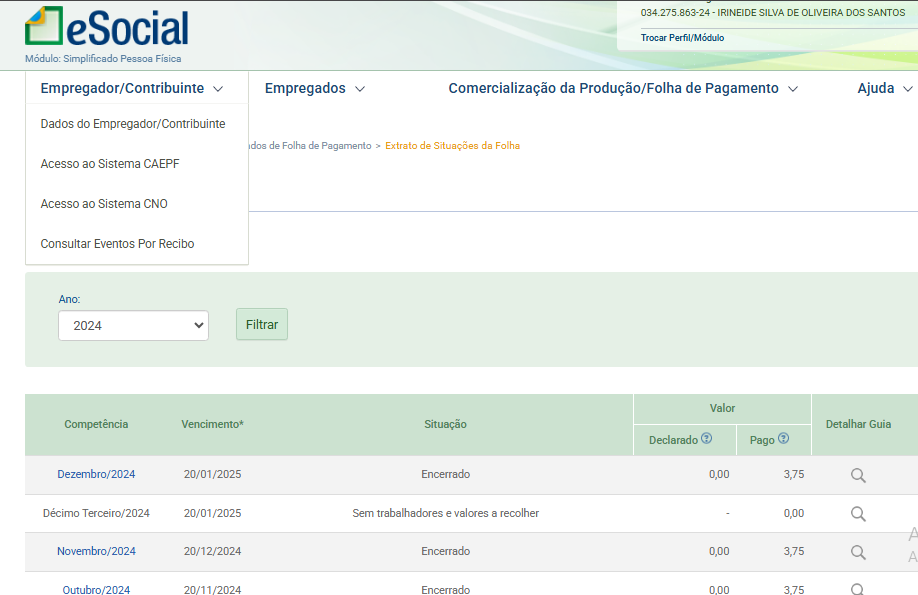 eSocial
Módulo: Simplificado Pessoa Física
034.275.863-24 - IRINEIDE SILVA DE OLIVEIRA DOS SANTOS
Trocar Perfil/Módulo
Empregador/Contribuinte
Empregados
Comercialização da Produção/Folha de Pagamento
Ajuda
Dados do Empregador/Contribuinte
Acesso ao Sistema CAEPF
Acesso ao Sistema CNO
Consultar Eventos Por Recibo
de Folha de Pagamento > Extrato de Situações da Folha
Ano:
2024
Filtrar
Competência Vencimento* Situação Valor Detalhar Guia
Declarado ? Pago ?
Dezembro/2024 20/01/2025 Encerrado 0,00 3,75
Décimo Terceiro/2024 20/01/2025 Sem trabalhadores e valores a recolher - 0,00
Novembro/2024 20/12/2024 Encerrado 0,00 3,75
Outubro/2024 20/11/2024 Encerrado 0,00 3,75
A
A